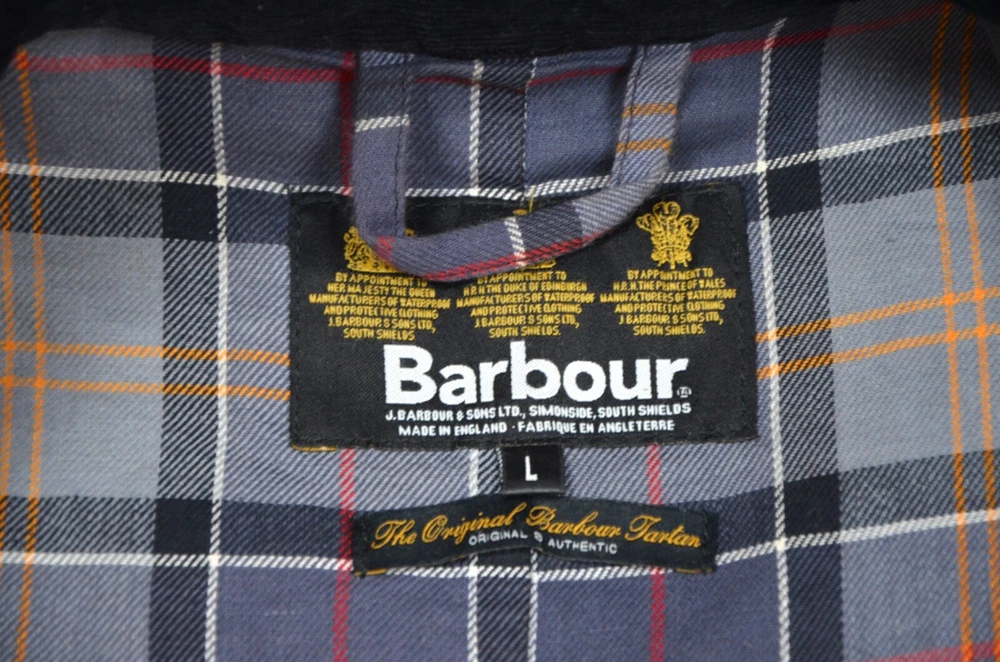 BY APPOINTMENT TO
HER MAJESTY THE QUEEN
MANUFACTURERS OF WATERPROOF
AND PROTECTIVE CLOTHING
J. BARBOUR & SONS LTD,
SOUTH SHIELDS.
BY APPOINTMENT TO
H.R.H. THE DUKE OF EDINBURGH
MANUFACTURERS OF WATERPROOF
AND PROTECTIVE CLOTHING
J. BARBOUR & SONS LTD,
SOUTH SHIELDS.
BY APPOINTMENT TO
H.R.H. THE PRINCE OF WALES
MANUFACTURERS OF WATERPROOF
AND PROTECTIVE CLOTHING
J. BARBOUR & SONS LTD,
SOUTH SHIELDS.
Barbour
J. BARBOUR & SONS LTD., SIMONSIDE, SOUTH SHIELDS
MADE IN ENGLAND · FABRIQUE EN ANGLETERRE
L
The Original Barbour Tartan
ORIGINAL & AUTHENTIC